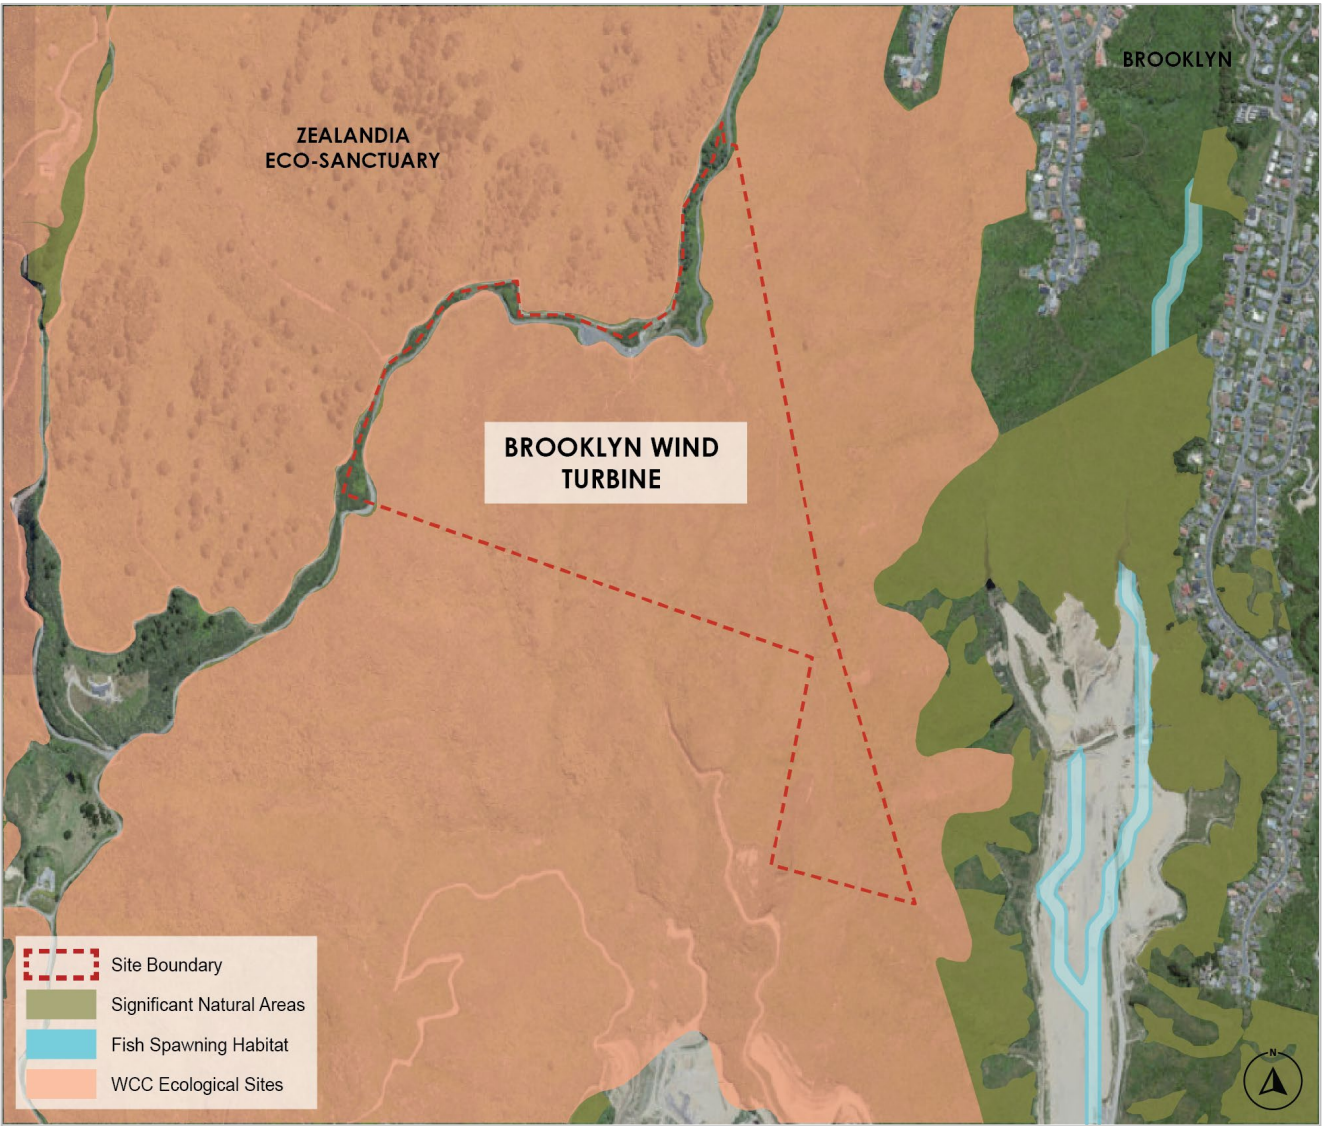 BROOKLYN
ZEALANDIA
ECO-SANCTUARY
BROOKLYN WIND
TURBINE
Site Boundary
Significant Natural Areas
Fish Spawning Habitat
WCC Ecological Sites
N